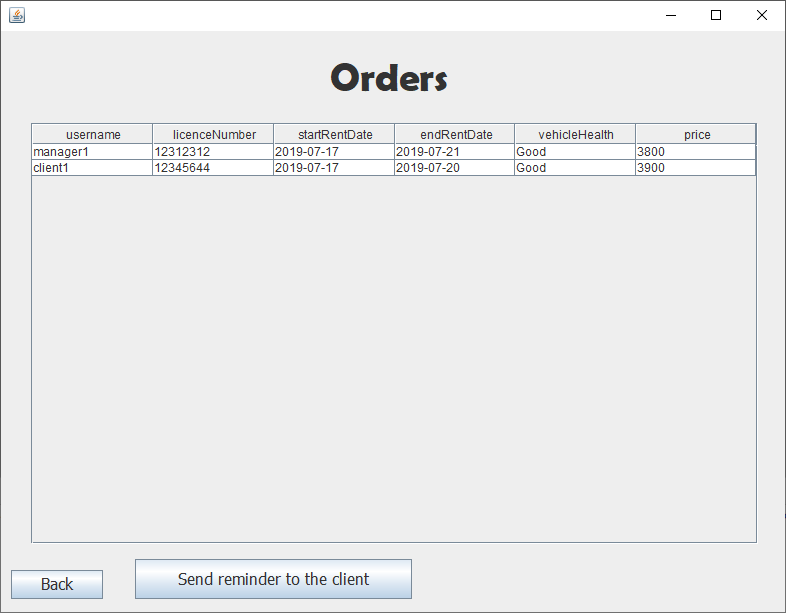 Orders
username licenceNumber startRentDate endRentDate vehicleHealth price
manager1 12312312 2019-07-17 2019-07-21 Good 3800
client1 12345644 2019-07-17 2019-07-20 Good 3900
Back Send reminder to the client